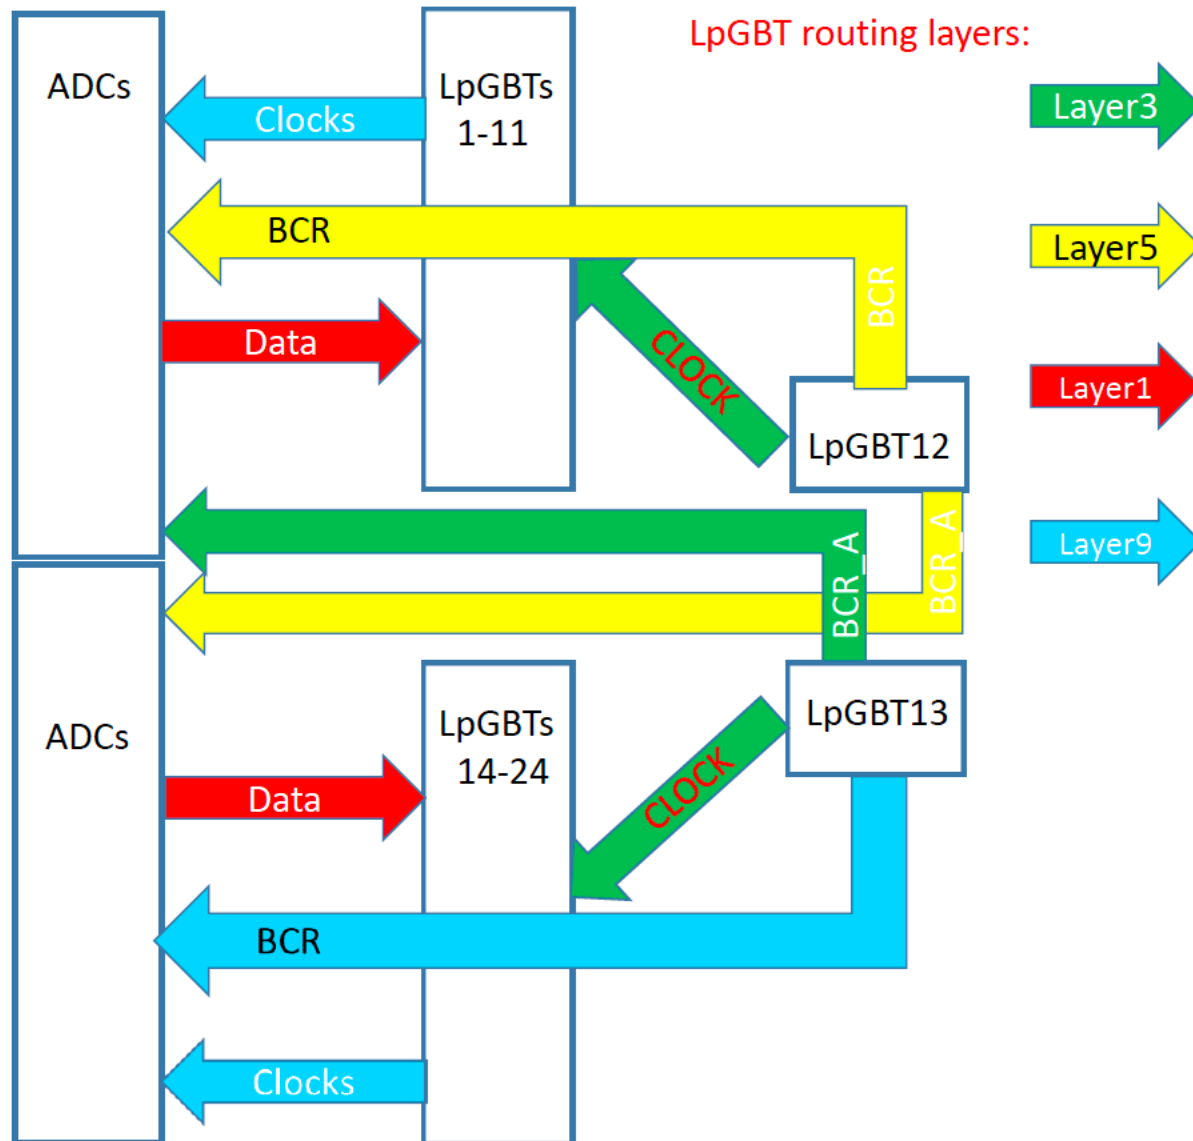 LpGBT routing layers:
ADCs
LpGBTs
1-11
Clocks
Layer3
BCR
BCR
Layer5
Data
CLOCK
Layer1
LpGBT12
BCR_A
BCR_A
Layer9
ADCs
LpGBTs
14-24
LpGBT13
Data
CLOCK
BCR
Clocks